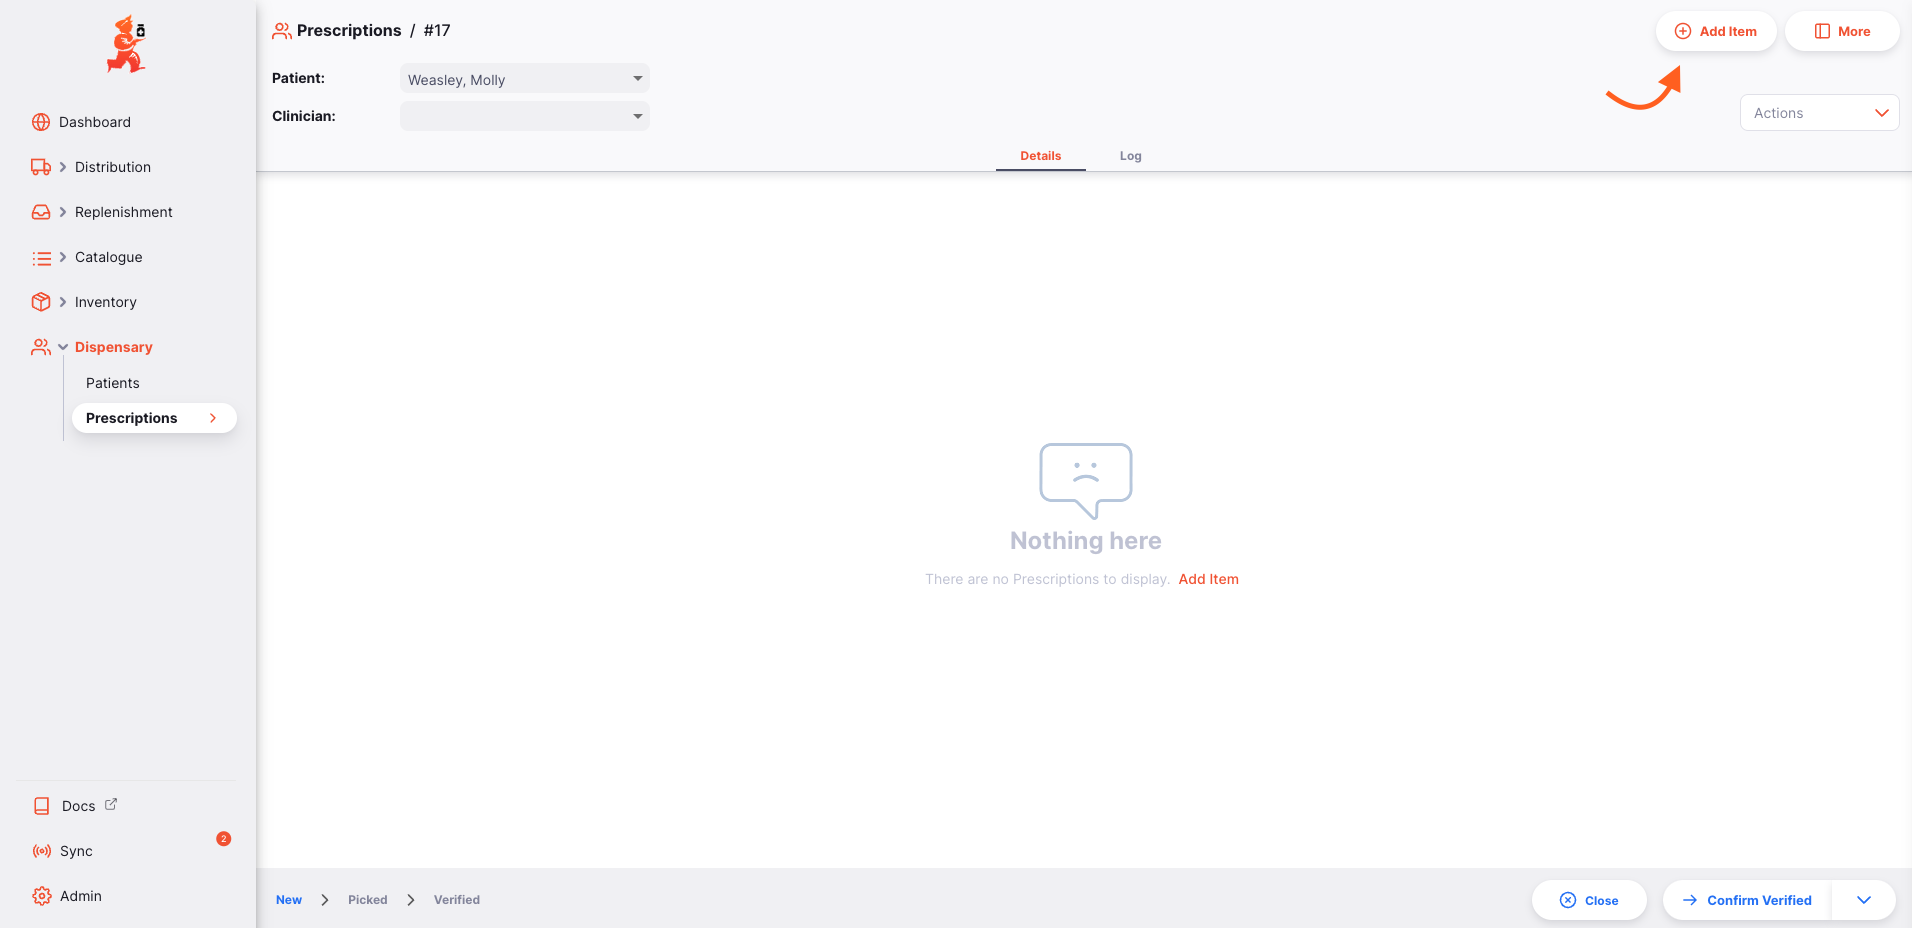 Prescriptions / #17
Add Item
More
Patient:
Weasley, Molly
Clinician:
Actions
Details
Log
Dashboard
Distribution
Replenishment
Catalogue
Inventory
Dispensary
Patients
Prescriptions
Nothing here
There are no Prescriptions to display. Add Item
Docs
Sync
2
Admin
New
Picked
Verified
Close
Confirm Verified